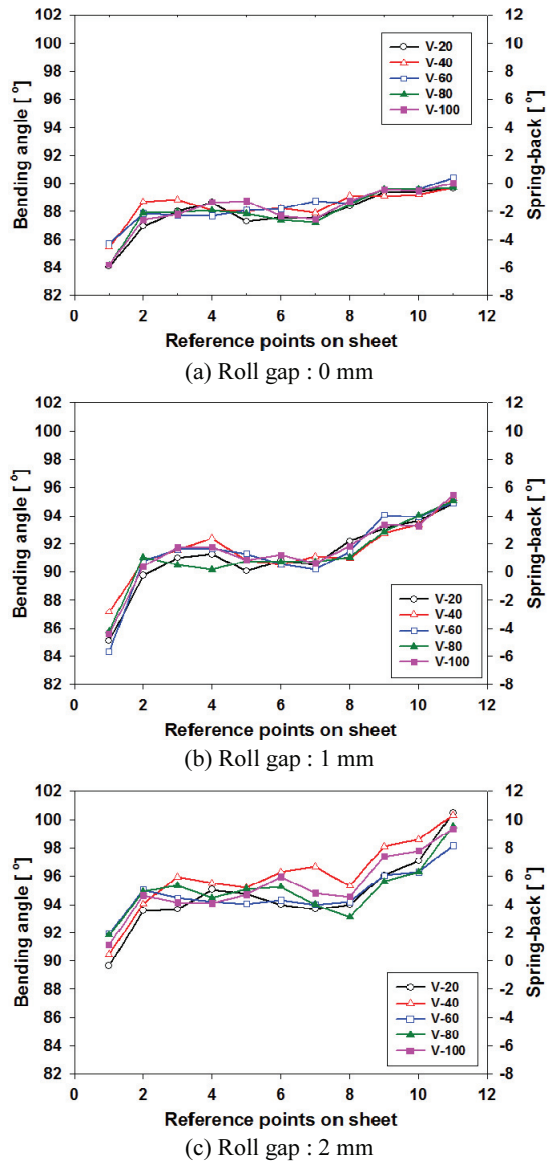 102
100
98
96
94
92
90
88
86
84
82
Bending angle [ º]
12
10
8
6
4
2
0
-2
-4
-6
-8
Spring-back [ º]
V-20
V-40
V-60
V-80
V-100
0 2 4 6 8 10 12
Reference points on sheet
(a) Roll gap : 0 mm
102
100
98
96
94
92
90
88
86
84
82
Bending angle [ º]
12
10
8
6
4
2
0
-2
-4
-6
-8
Spring-back [ º]
V-20
V-40
V-60
V-80
V-100
0 2 4 6 8 10 12
Reference points on sheet
(b) Roll gap : 1 mm
102
100
98
96
94
92
90
88
86
84
82
Bending angle [ º]
12
10
8
6
4
2
0
-2
-4
-6
-8
Spring-back [ º]
V-20
V-40
V-60
V-80
V-100
0 2 4 6 8 10 12
Reference points on sheet
(c) Roll gap : 2 mm